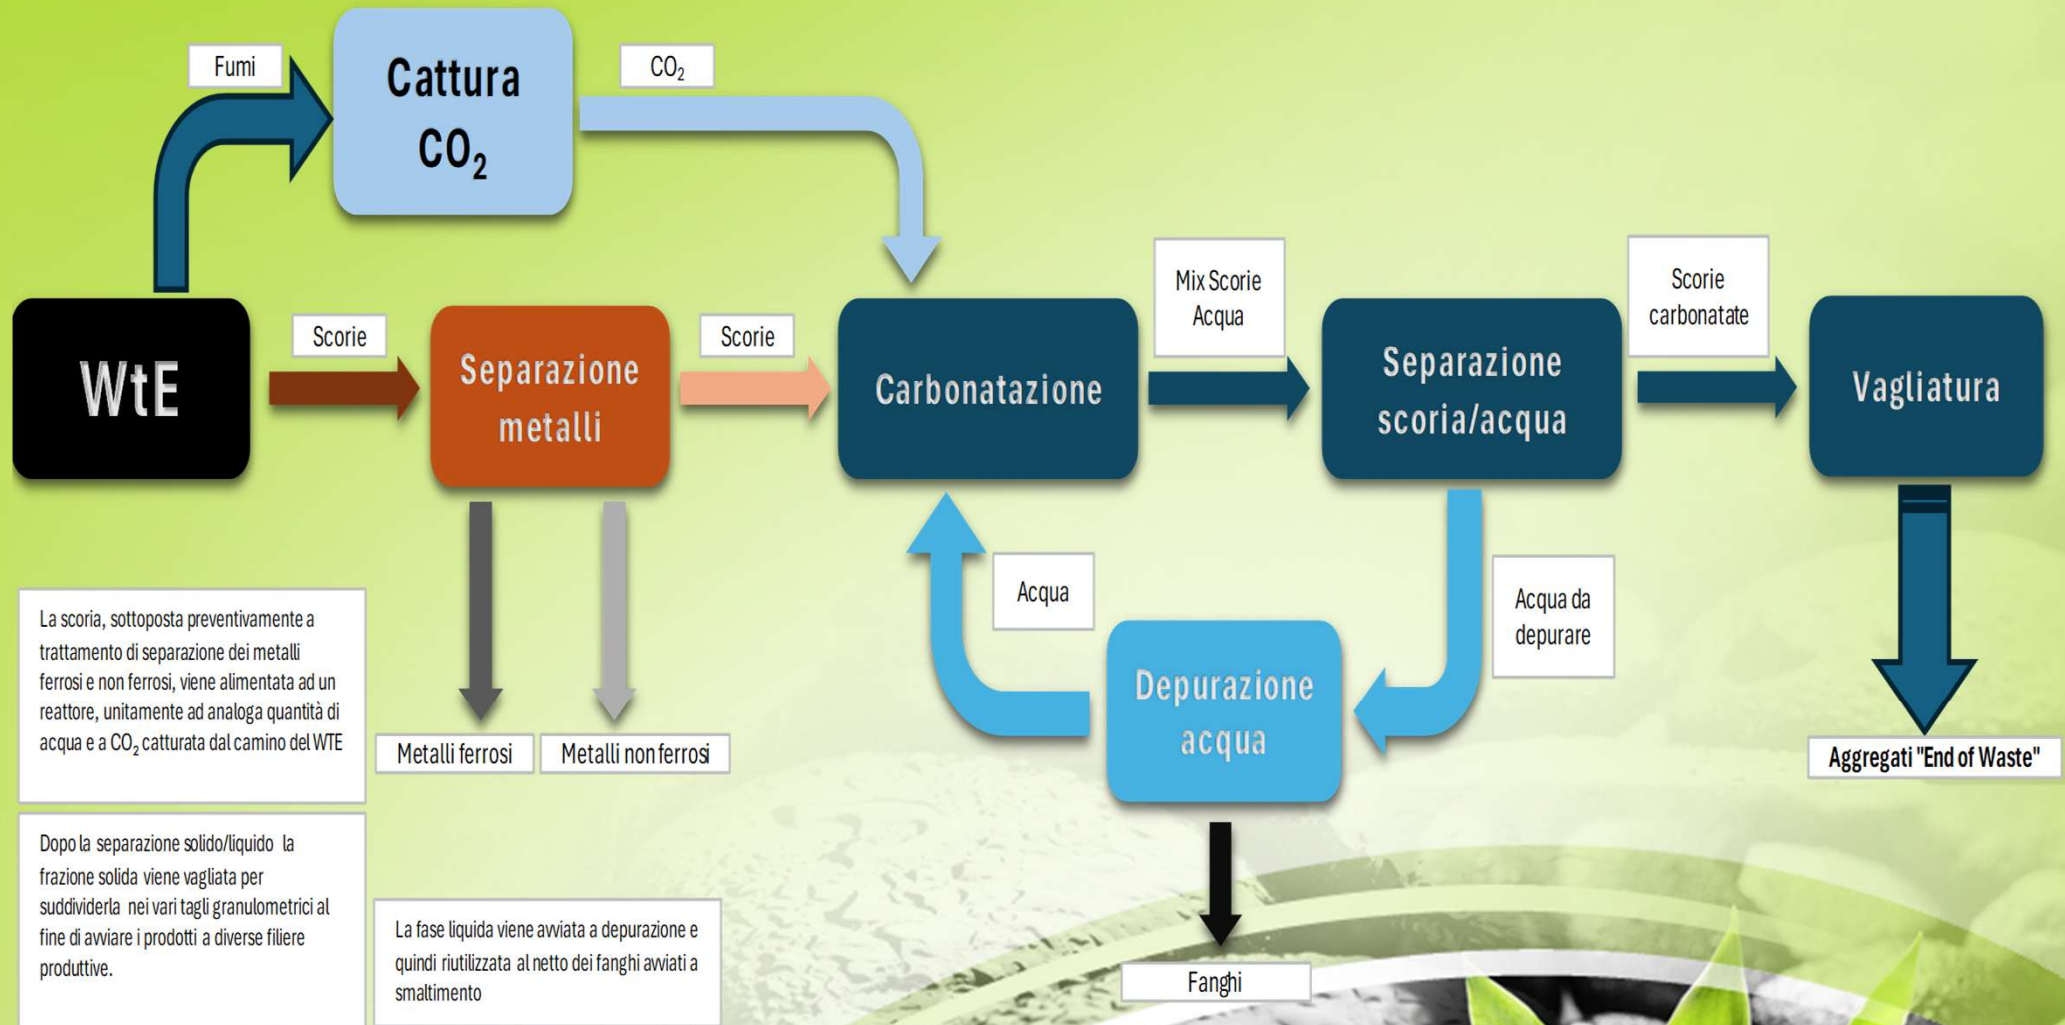 Fumi
Cattura
CO₂
CO₂
WtE
Scorie
Separazione
metalli
Scorie
Carbonatazione
Mix Scorie
Acqua
Separazione
scoria/acqua
Scorie
carbonatate
Vagliatura
Acqua
Acqua da
depurare
Depurazione
acqua
Metalli ferrosi
Metalli non ferrosi
Aggregati "End of Waste"
Fanghi
La scoria, sottoposta preventivamente a
trattamento di separazione dei metalli
ferrosi e non ferrosi, viene alimentata ad un
reattore, unitamente ad analoga quantità di
acqua e a CO₂ catturata dal camino del WTE
Dopo la separazione solido/liquido la
frazione solida viene vagliata per
suddividerla nei vari tagli granulometrici al
fine di avviare i prodotti a diverse filiere
produttive.
La fase liquida viene avviata a depurazione e
quindi riutilizzata al netto dei fanghi avviati a
smaltimento